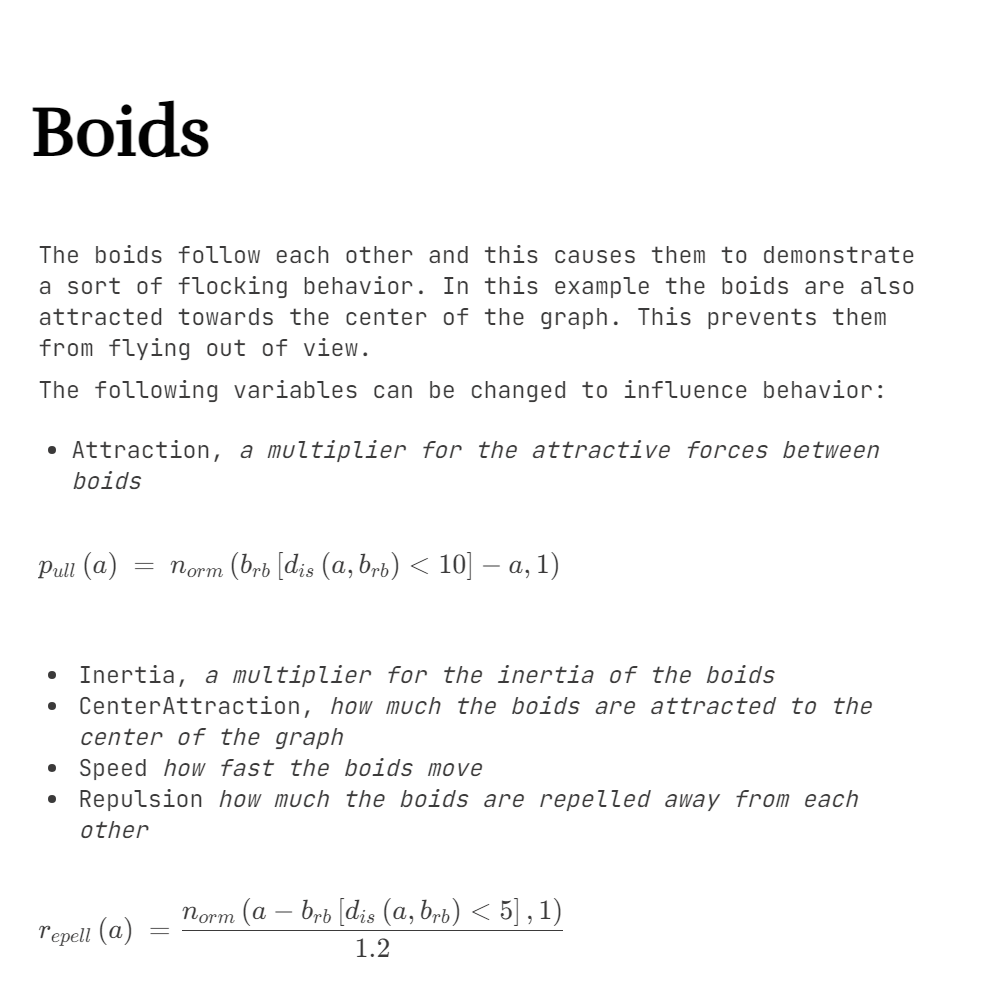 Boids
The boids follow each other and this causes them to demonstrate
a sort of flocking behavior. In this example the boids are also
attracted towards the center of the graph. This prevents them
from flying out of view.
The following variables can be changed to influence behavior:
• Attraction, a multiplier for the attractive forces between
boids
p_{ull} (a) = n_{orm} (b_{rb} [d_{is} (a, b_{rb}) < 10] − a, 1)
• Inertia, a multiplier for the inertia of the boids
• CenterAttraction, how much the boids are attracted to the
center of the graph
• Speed how fast the boids move
• Repulsion how much the boids are repelled away from each
other
r_{epell} (a) = \frac{n_{orm} (a − b_{rb} [d_{is} (a, b_{rb}) < 5] , 1)}{1.2}